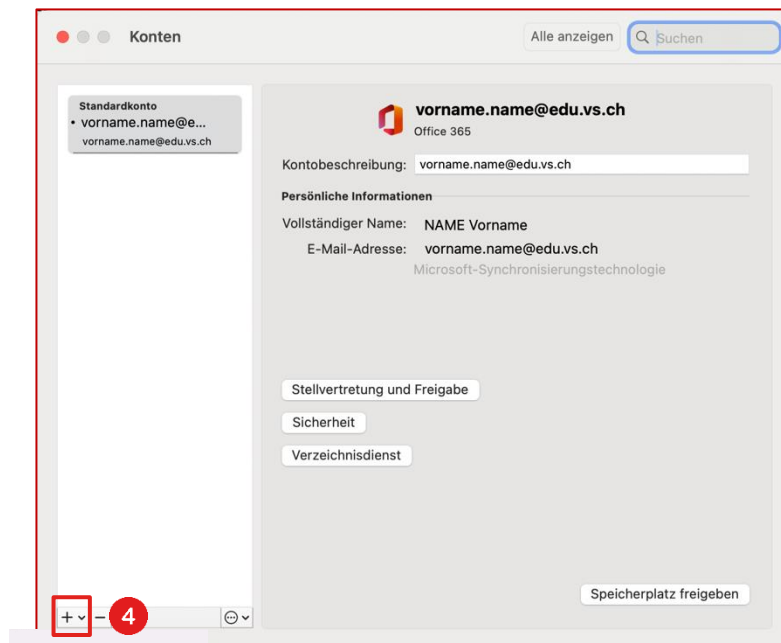 Konten
Alle anzeigen
Suchen
Standardkonto
• vorname.name@e...
vorname.name@edu.vs.ch
vorname.name@edu.vs.ch
Office 365
Kontobeschreibung: vorname.name@edu.vs.ch
Persönliche Informationen
Vollständiger Name: NAME Vorname
E-Mail-Adresse: vorname.name@edu.vs.ch
Microsoft-Synchronisierungstechnologie
Stellvertretung und Freigabe
Sicherheit
Verzeichnisdienst
Speicherplatz freigeben
+ − 4